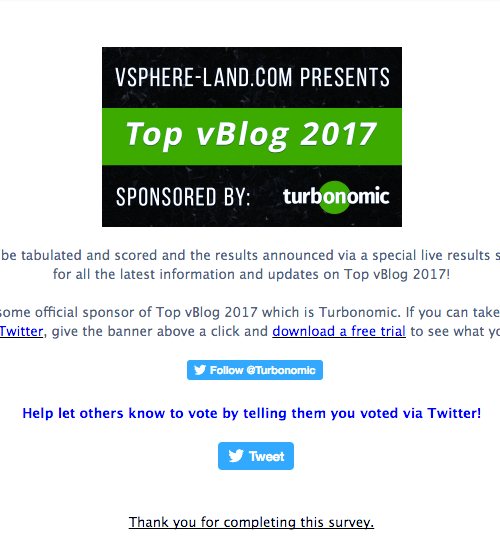 VSPHERE-LAND.COM PRESENTS
Top vBlog 2017
SPONSORED BY: turbonomic
be tabulated and scored and the results announced via a special live results s
for all the latest information and updates on Top vBlog 2017!
some official sponsor of Top vBlog 2017 which is Turbonomic. If you can take
Twitter, give the banner above a click and download a free trial to see what yo
Follow @Turbonomic
Help let others know to vote by telling them you voted via Twitter!
Tweet
Thank you for completing this survey.